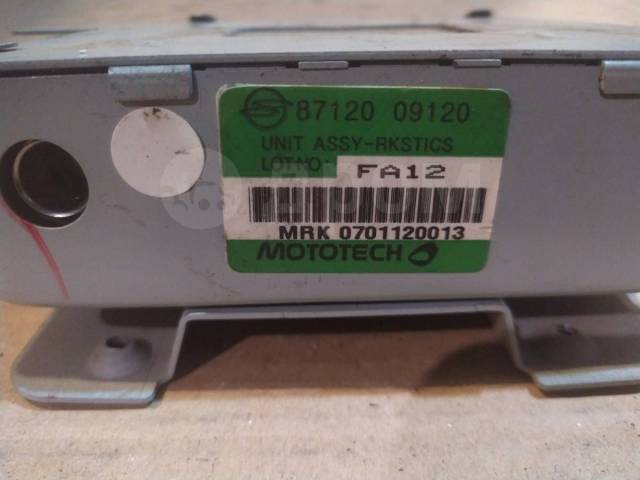 87120 09120
UNIT ASSY-RKSTICS
LOT NO: FA12
MRK 0701120013
MOTOTECH